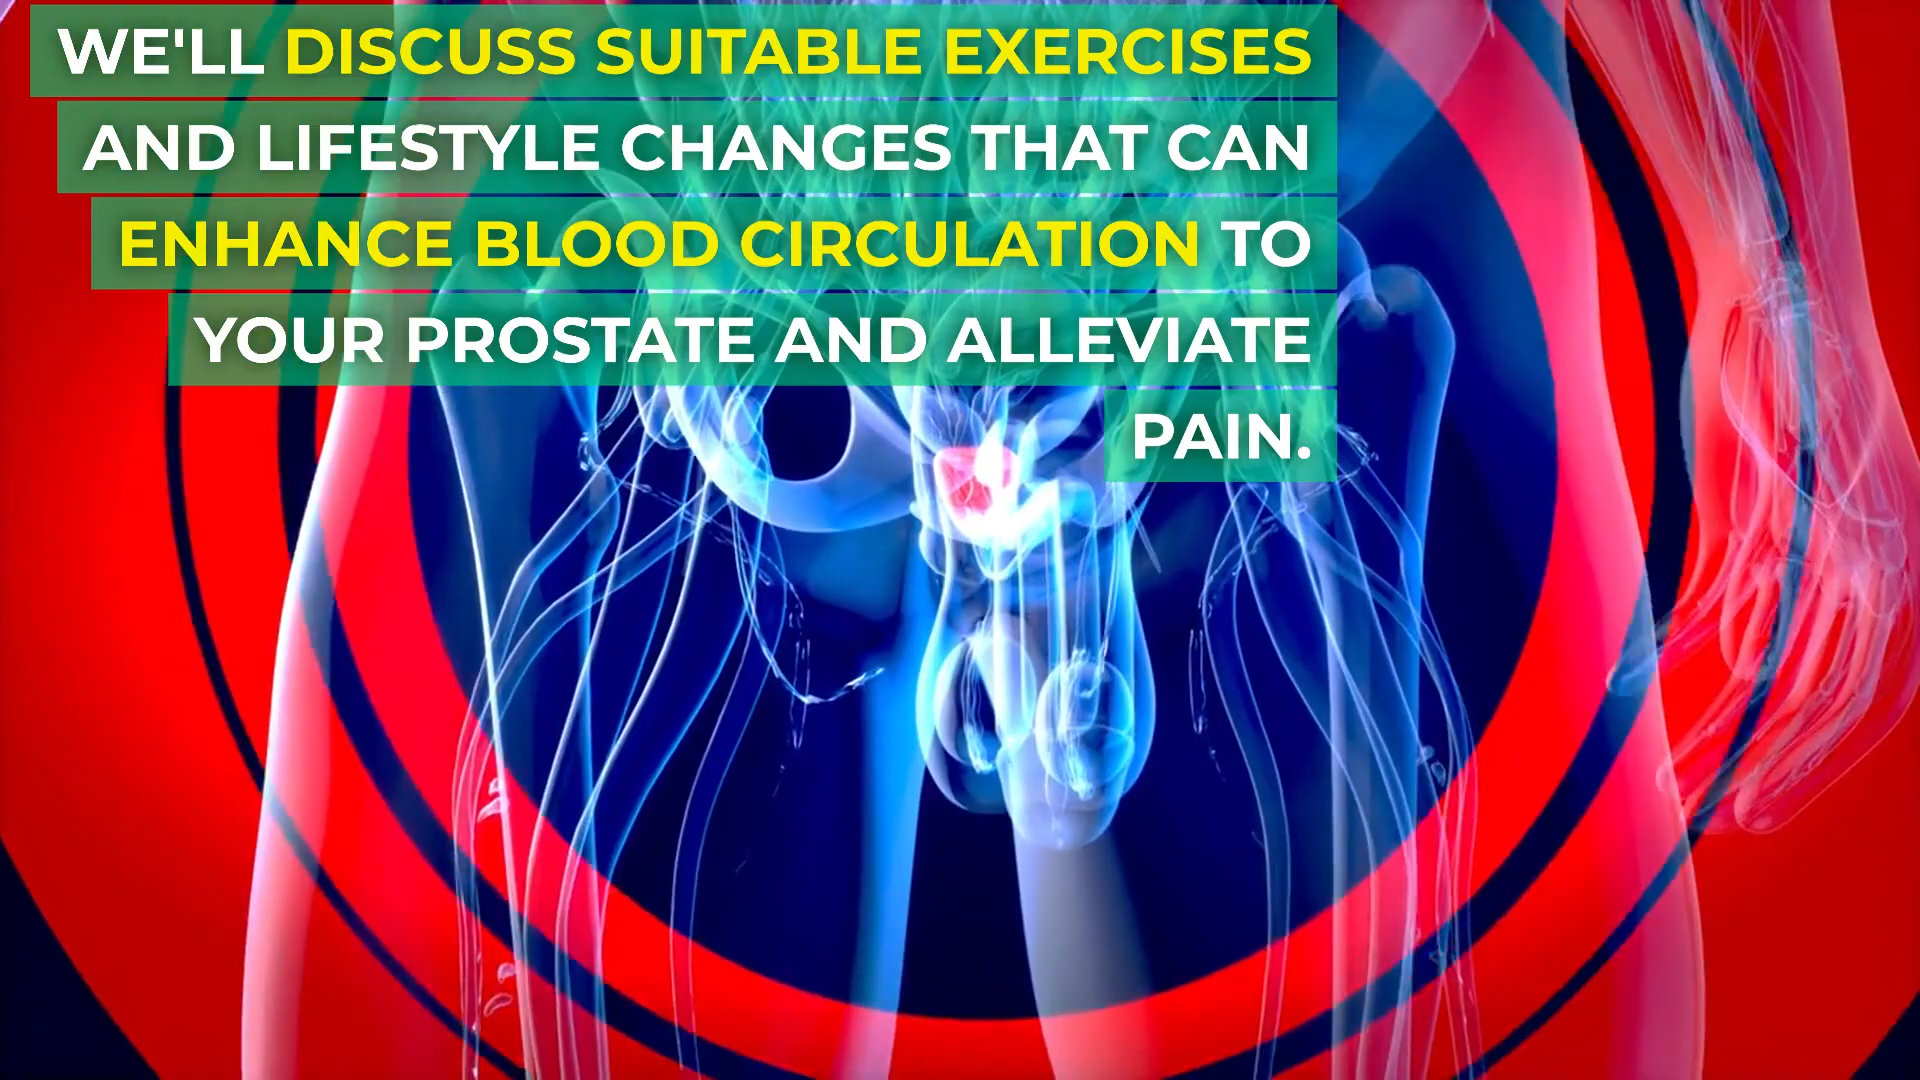 WE'LL DISCUSS SUITABLE EXERCISES
AND LIFESTYLE CHANGES THAT CAN
ENHANCE BLOOD CIRCULATION TO
YOUR PROSTATE AND ALLEVIATE
PAIN.